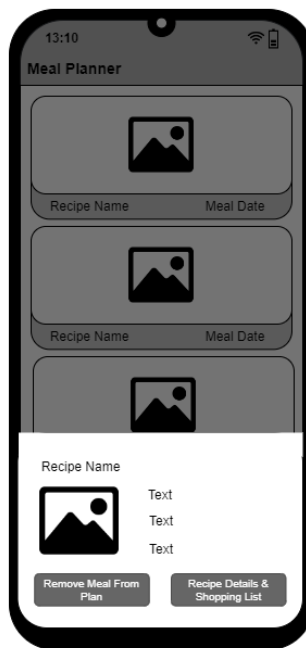 13:10
Meal Planner
Recipe Name Meal Date
Recipe Name Meal Date
Recipe Name
Text
Text
Text
Remove Meal From
Plan
Recipe Details &
Shopping List